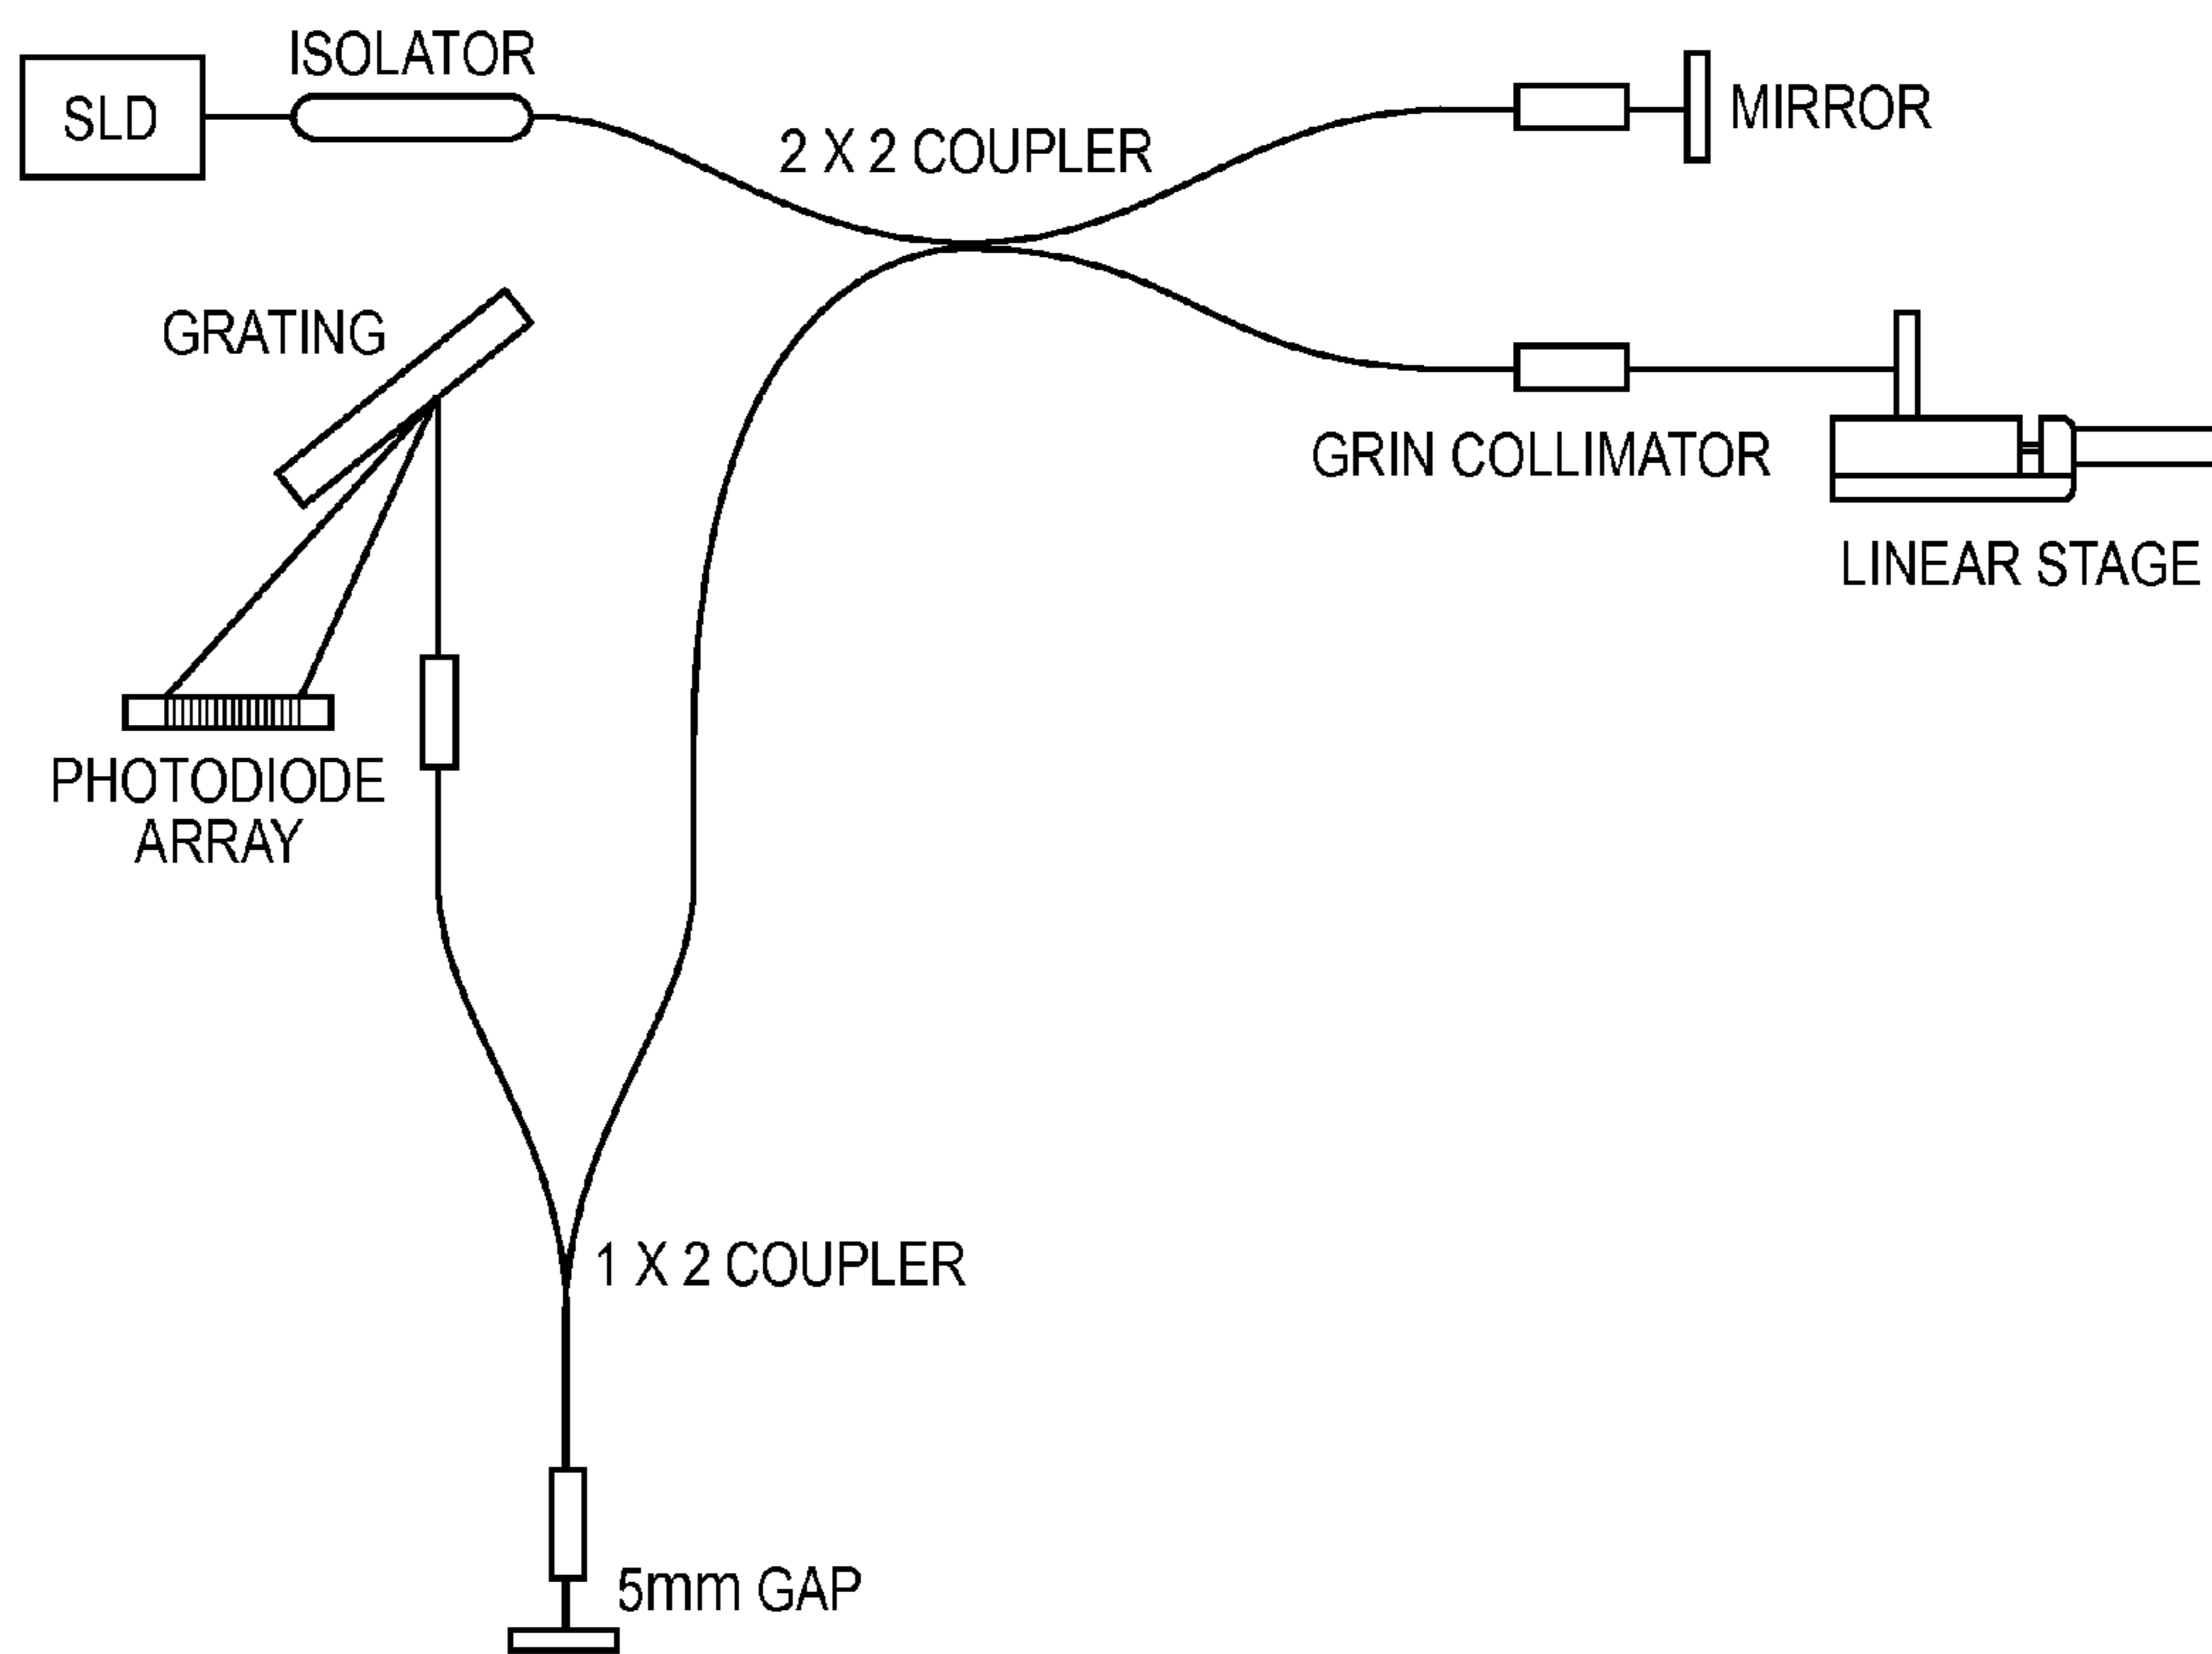 ISOLATOR
SLD
MIRROR
2 X 2 COUPLER
GRATING
GRIN COLLIMATOR
LINEAR STAGE
PHOTODIODE
ARRAY
1 X 2 COUPLER
5mm GAP